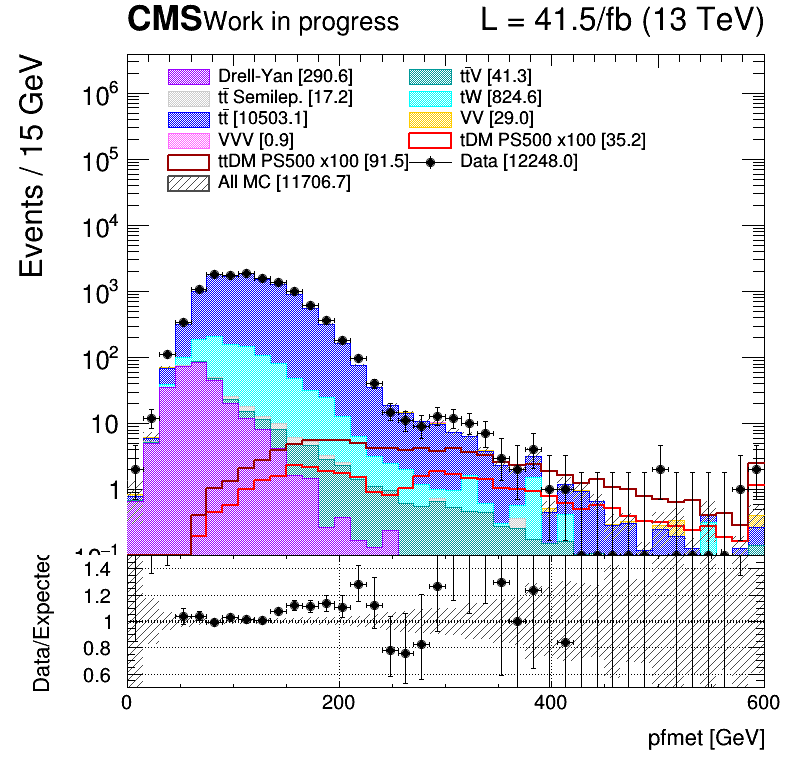 CMS Work in progress L = 41.5/fb (13 TeV)
Events / 15 GeV
Drell-Yan [290.6] tt̄V [41.3]
tt̄ Semilep. [17.2] tW [824.6]
tt̄ [10503.1] VV [29.0]
VVV [0.9] tDM PS500 x100 [35.2]
ttDM PS500 x100 [91.5] Data [12248.0]
All MC [11706.7]
10⁶
10⁵
10⁴
10³
10²
10
1
10⁻¹
Data/Expected
1.4
1.2
1
0.8
0.6
0 200 400 600
pfmet [GeV]